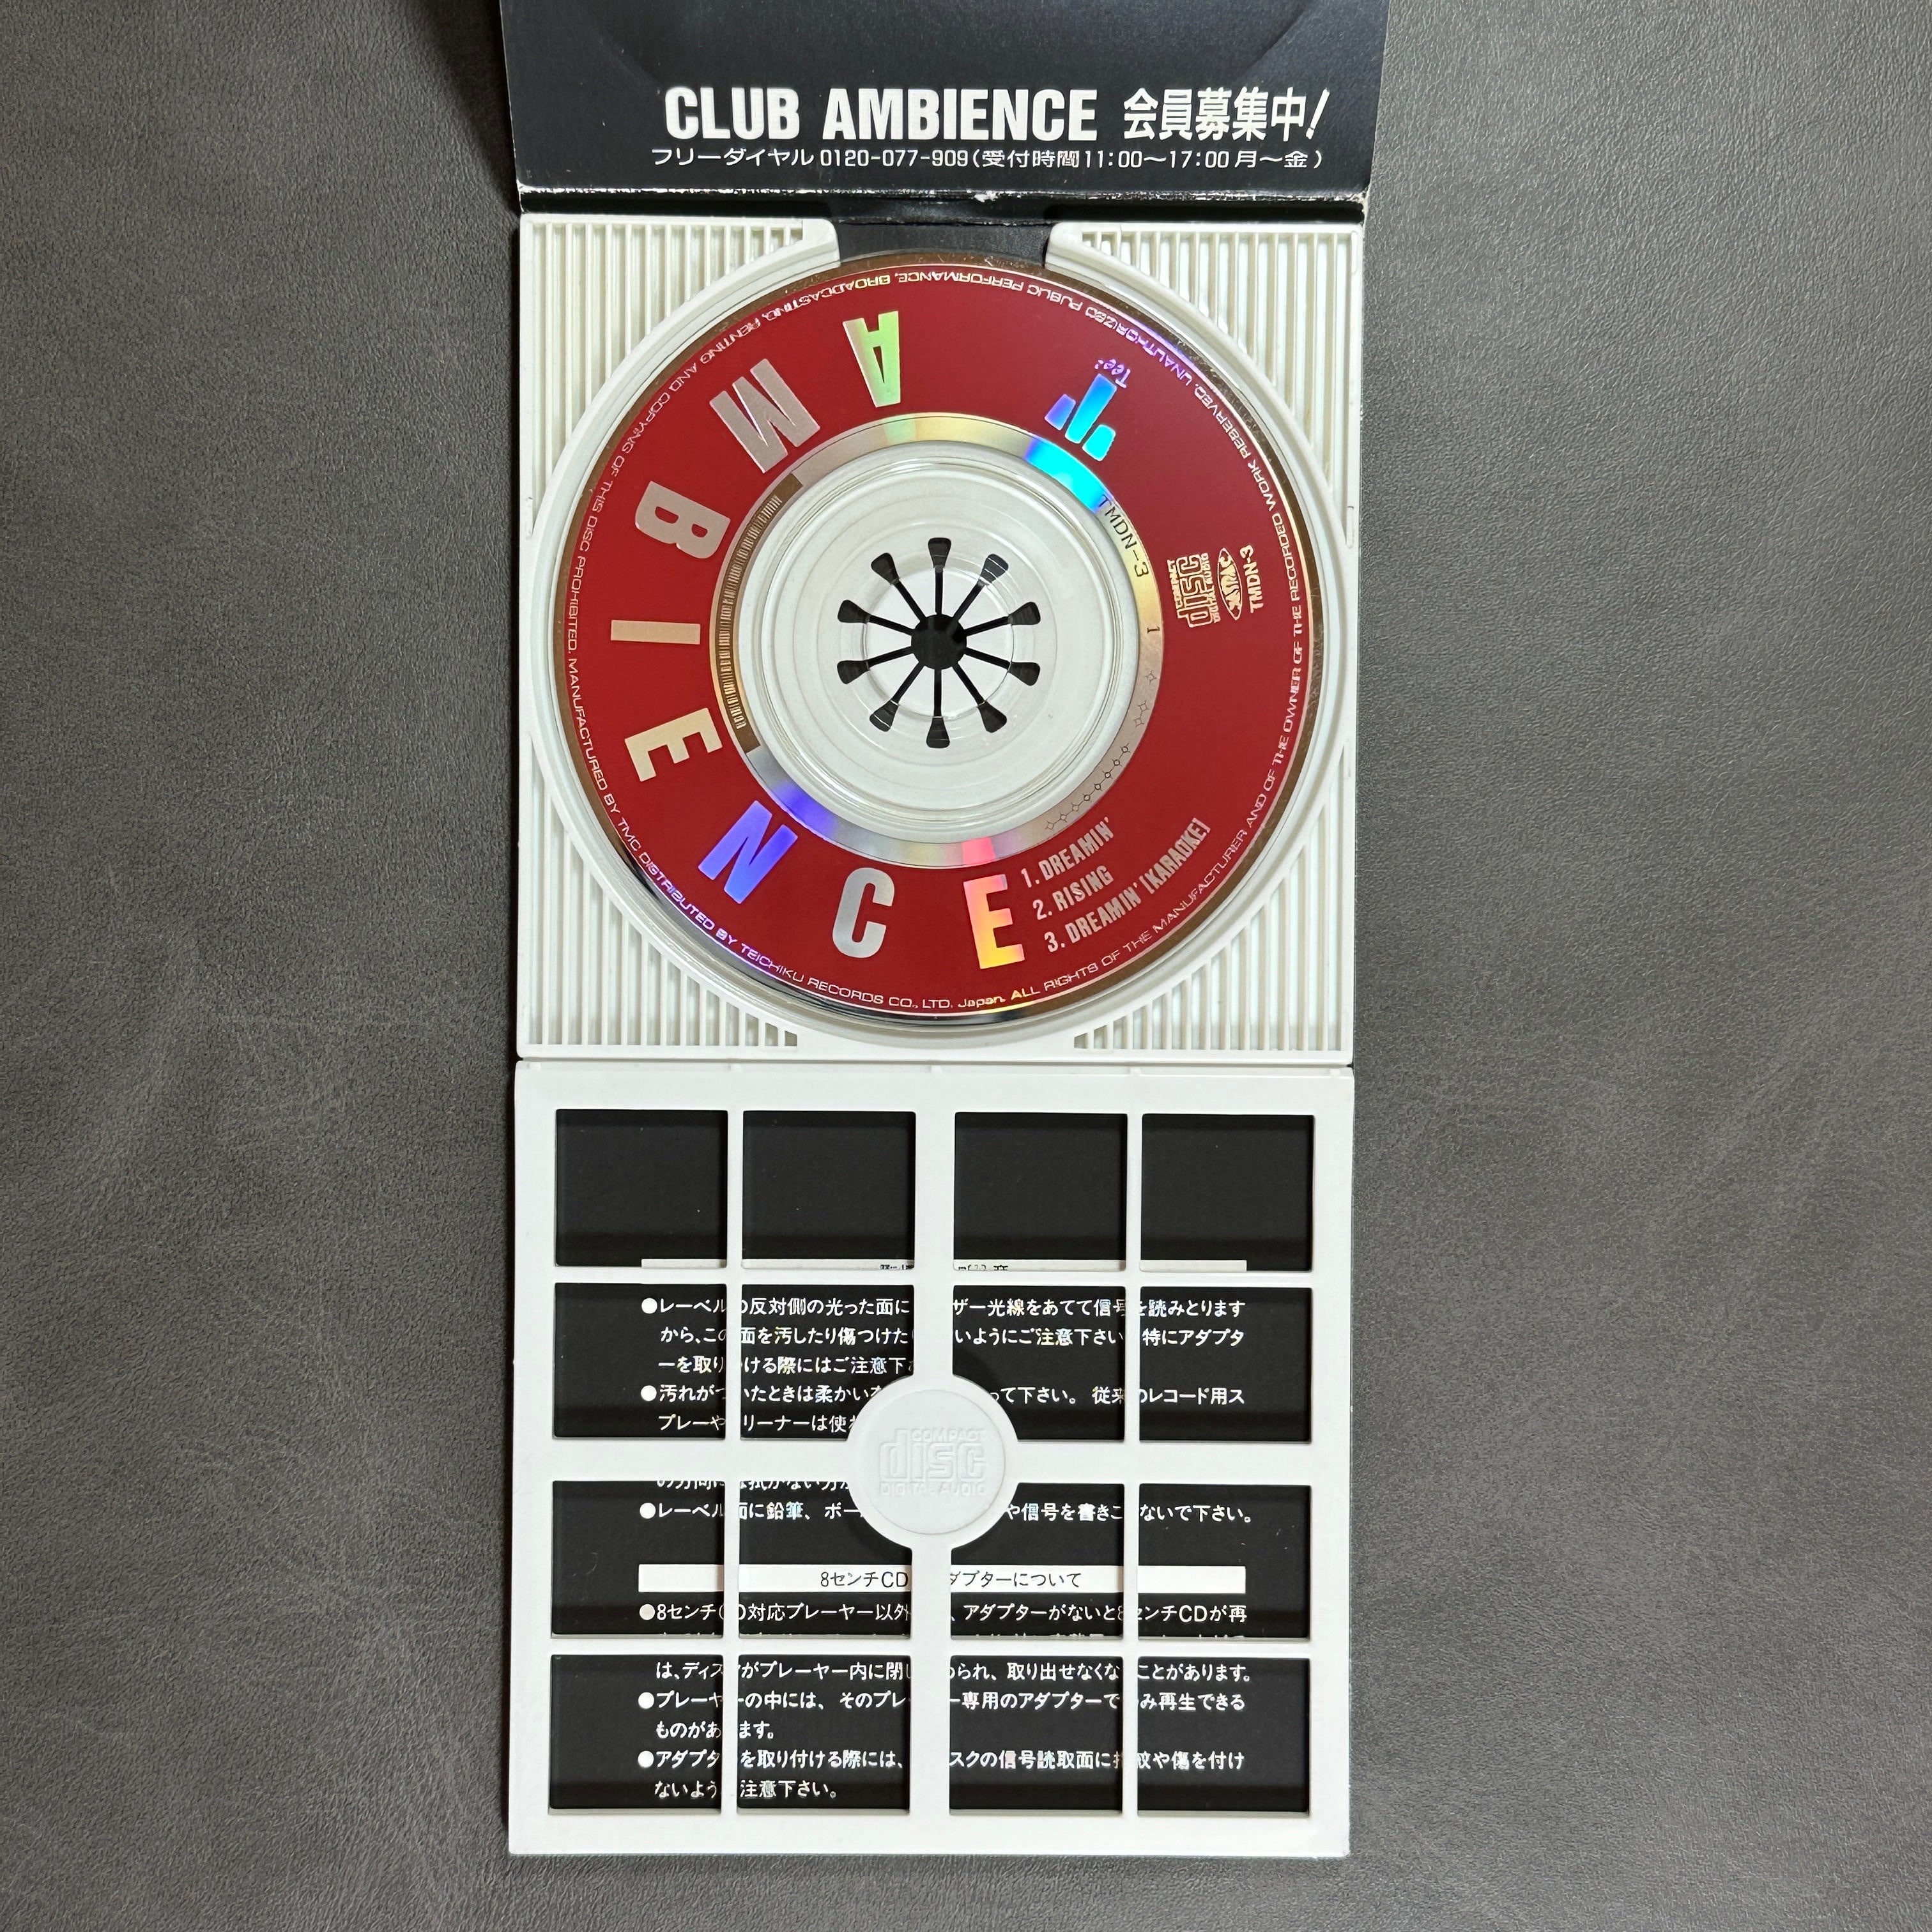 CLUB AMBIENCE 会員募集中!
フリーダイヤル 0120-077-909(受付時間11:00〜17:00 月〜金)
AMBIENCE
Tee:
TMDN-3
1
COMPACT
disc
DIGITAL AUDIO
TMDN-3
1. DREAMIN'
2. RISING
3. DREAMIN' [KARAOKE]
MANUFACTURED BY TMC DISTRIBUTED BY TEICHIKU RECORDS CO., LTD. Japan. ALL RIGHTS OF THE MANUFACTURER AND OF THE OWNER OF THE RECORDED WORK RESERVED. UNAUTHORIZED PUBLIC PERFORMANCE, BROADCASTING, RENTING AND COPYING OF THIS DISC PROHIBITED.
●レーベル の反対側の光った面に ザー光線をあてて信号を読みとります
から、この面を汚したり傷つけた いようにご注意下さい 特にアダプタ
ーを取り ける際にはご注意下
●汚れが いたときは柔かい って下さい。 従来のレコード用ス
プレーや リーナーは使
●レーベル面に鉛筆、ボー や信号を書きこ ないで下さい。
8センチCD ダプターについて
●8センチCD対応プレーヤー以外 、アダプターがないと8センチCDが再
は、ディス がプレーヤー内に閉じ められ、取り出せなくな ことがあります。
●プレーヤーの中には、そのプレ ー専用のアダプターで み再生できる
ものがあ ます。
●アダプタ を取り付ける際には、 スクの信号読取面に指紋や傷を付け
ないよう 注意下さい。
COMPACT
disc
DIGITAL AUDIO